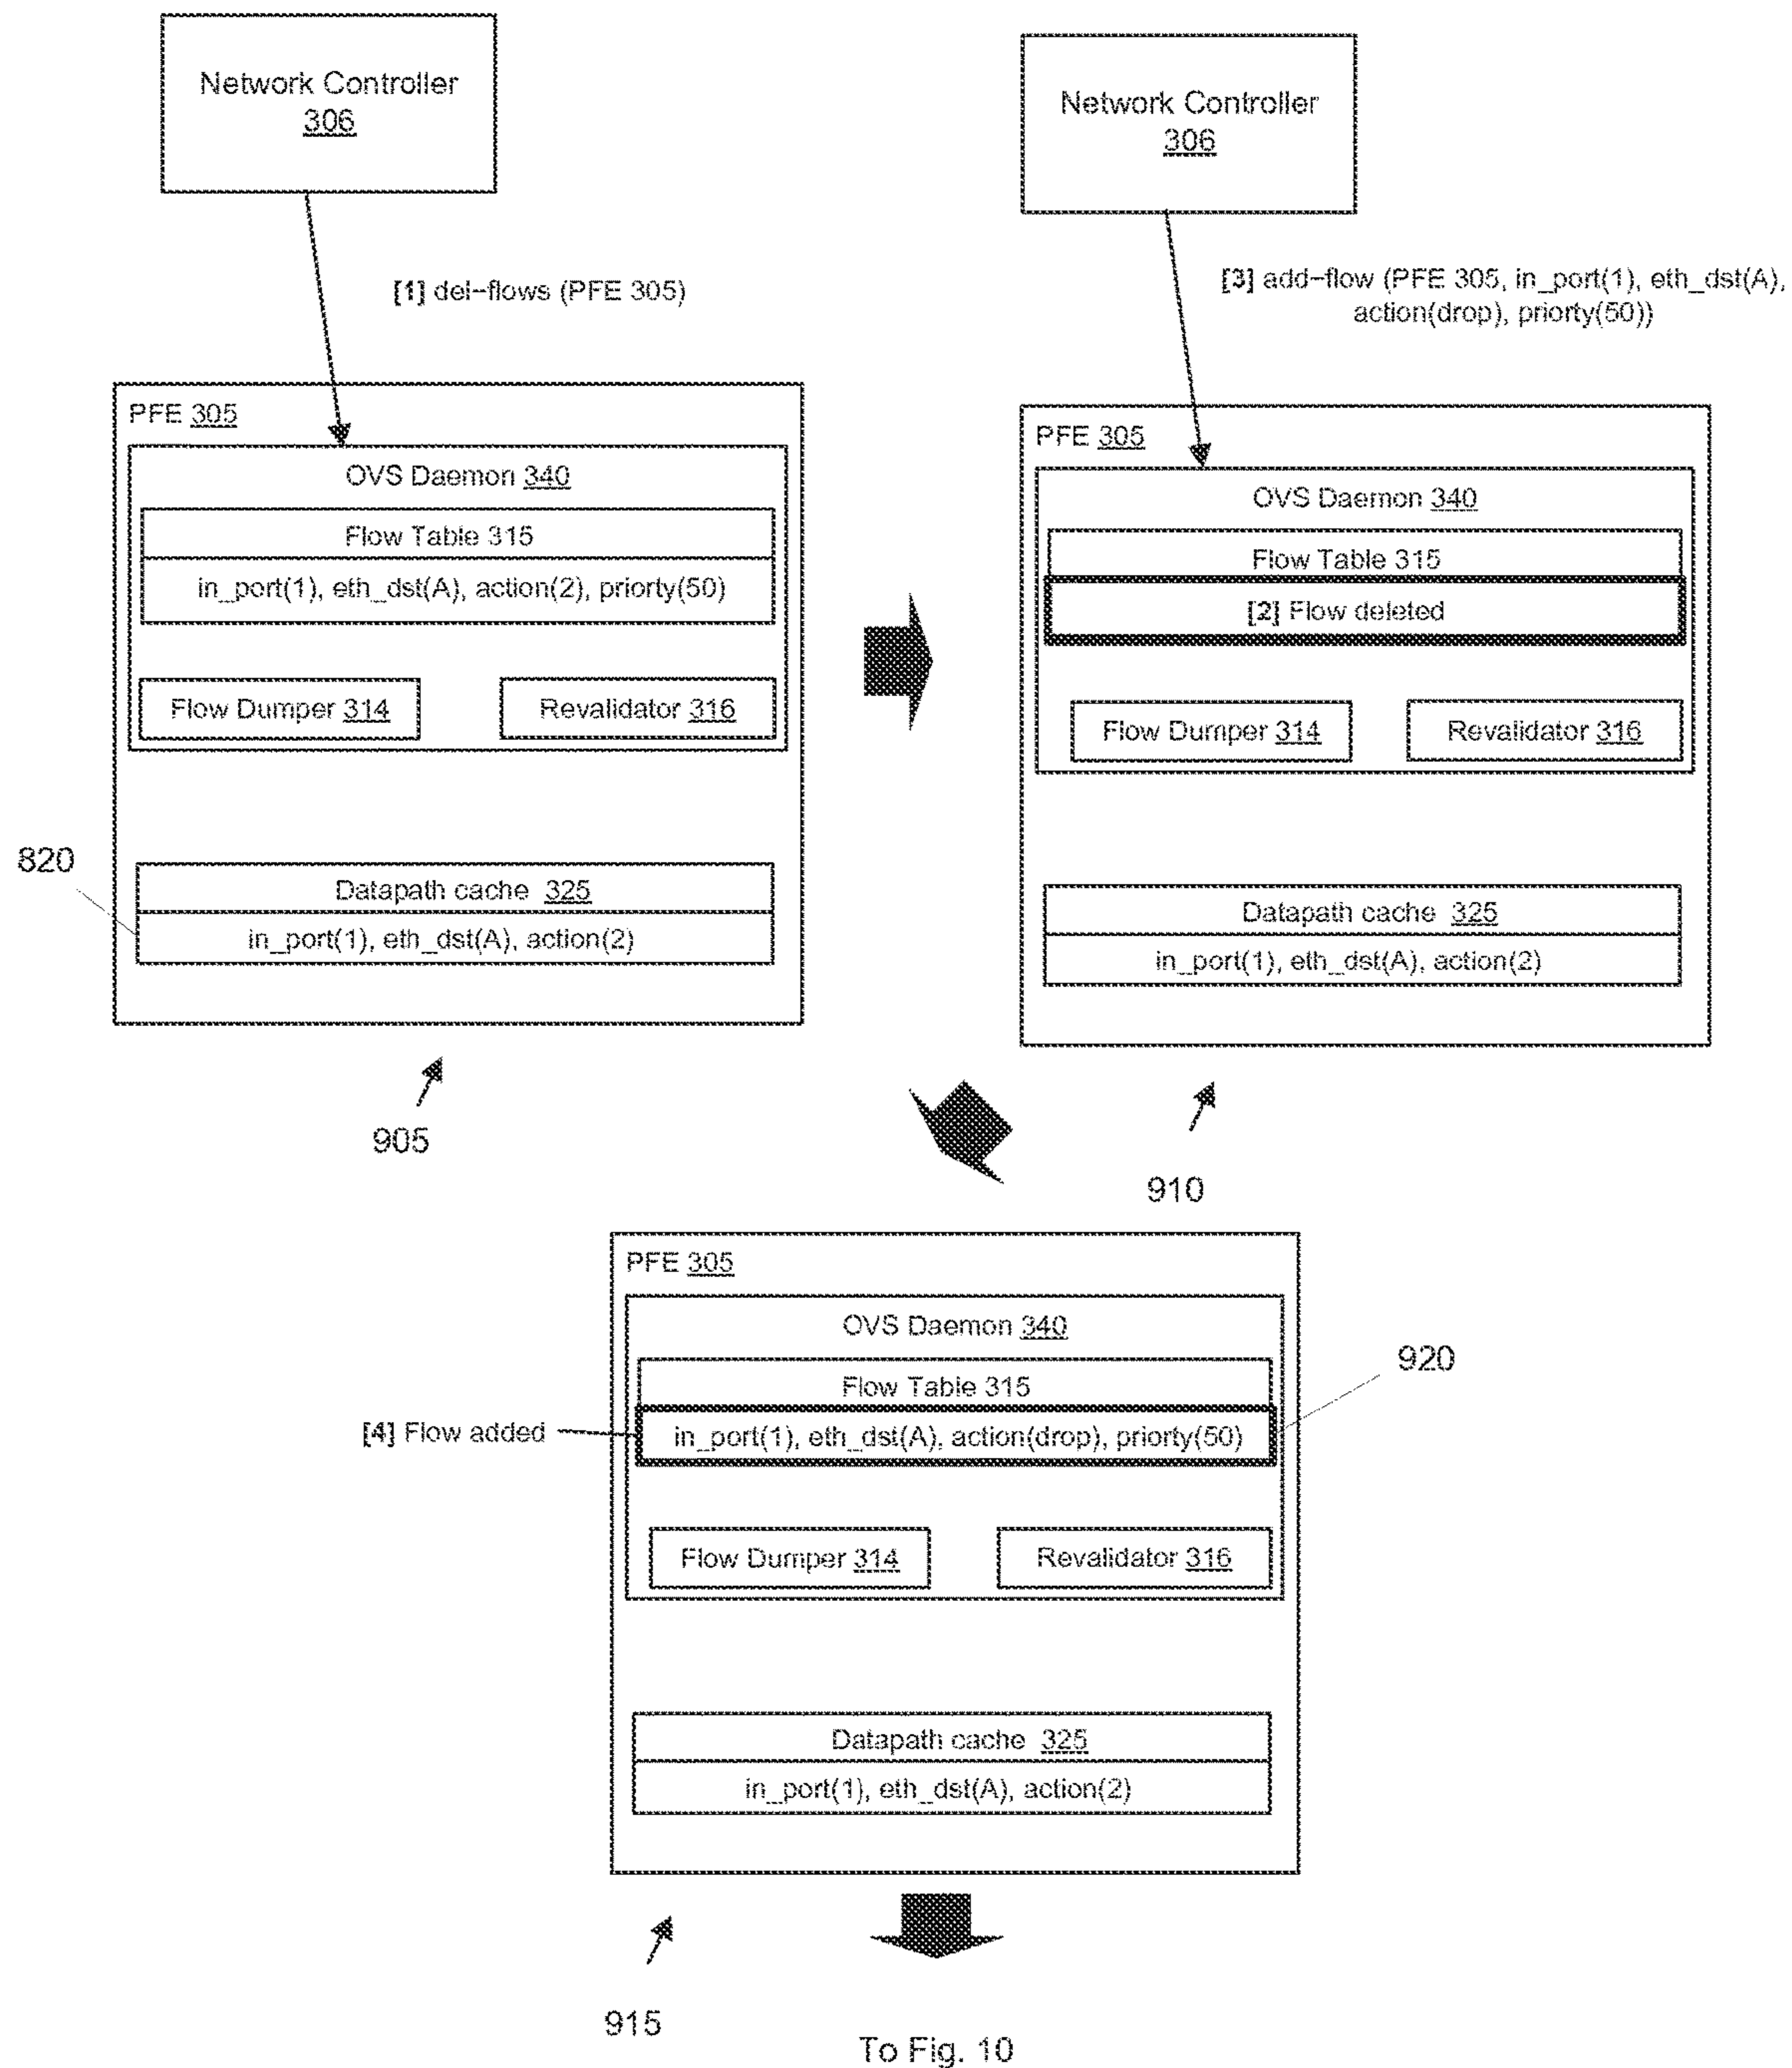 Network Controller
306
[1] del-flows (PFE 305)
PFE 305
OVS Daemon 340
Flow Table 315
in_port(1), eth_dst(A), action(2), priorty(50)
Flow Dumper 314
Revalidator 316
820
Datapath cache 325
in_port(1), eth_dst(A), action(2)
905
Network Controller
306
[3] add-flow (PFE 305, in_port(1), eth_dst(A),
action(drop), priorty(50))
PFE 305
OVS Daemon 340
Flow Table 315
[2] Flow deleted
Flow Dumper 314
Revalidator 316
Datapath cache 325
in_port(1), eth_dst(A), action(2)
910
PFE 305
OVS Daemon 340
920
Flow Table 315
[4] Flow added
in_port(1), eth_dst(A), action(drop), priorty(50)
Flow Dumper 314
Revalidator 316
Datapath cache 325
in_port(1), eth_dst(A), action(2)
915
To Fig. 10